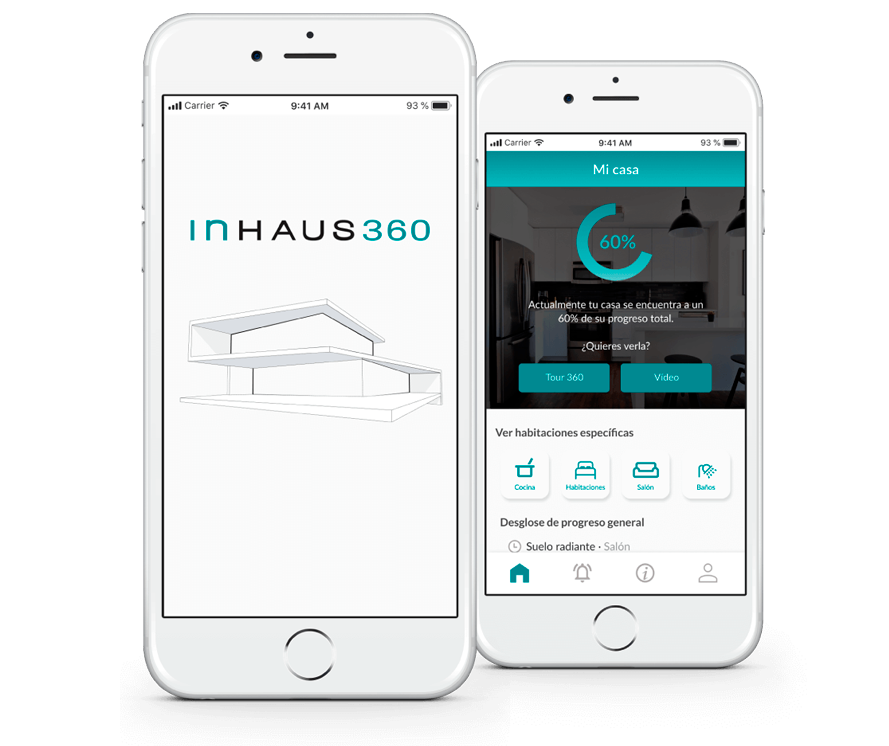 Carrier 9:41 AM 93 %
INHAUS360
Carrier 9:41 AM 93 %
Mi casa
60%
Actualmente tu casa se encuentra a un
60% de su progreso total.
¿Quieres verla?
Tour 360 Vídeo
Ver habitaciones específicas
Cocina Habitaciones Salón Baños
Desglose de progreso general
Suelo radiante · Salón